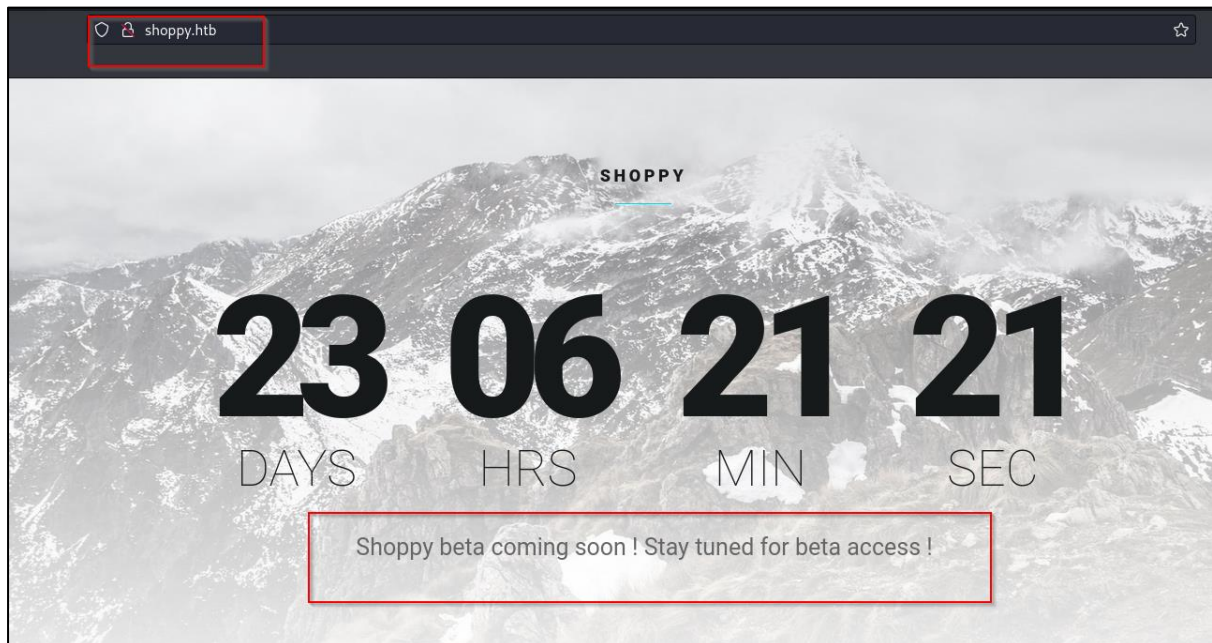 shoppy.htb
SHOPPY
23 06 21 21
DAYS HRS MIN SEC
Shoppy beta coming soon ! Stay tuned for beta access !